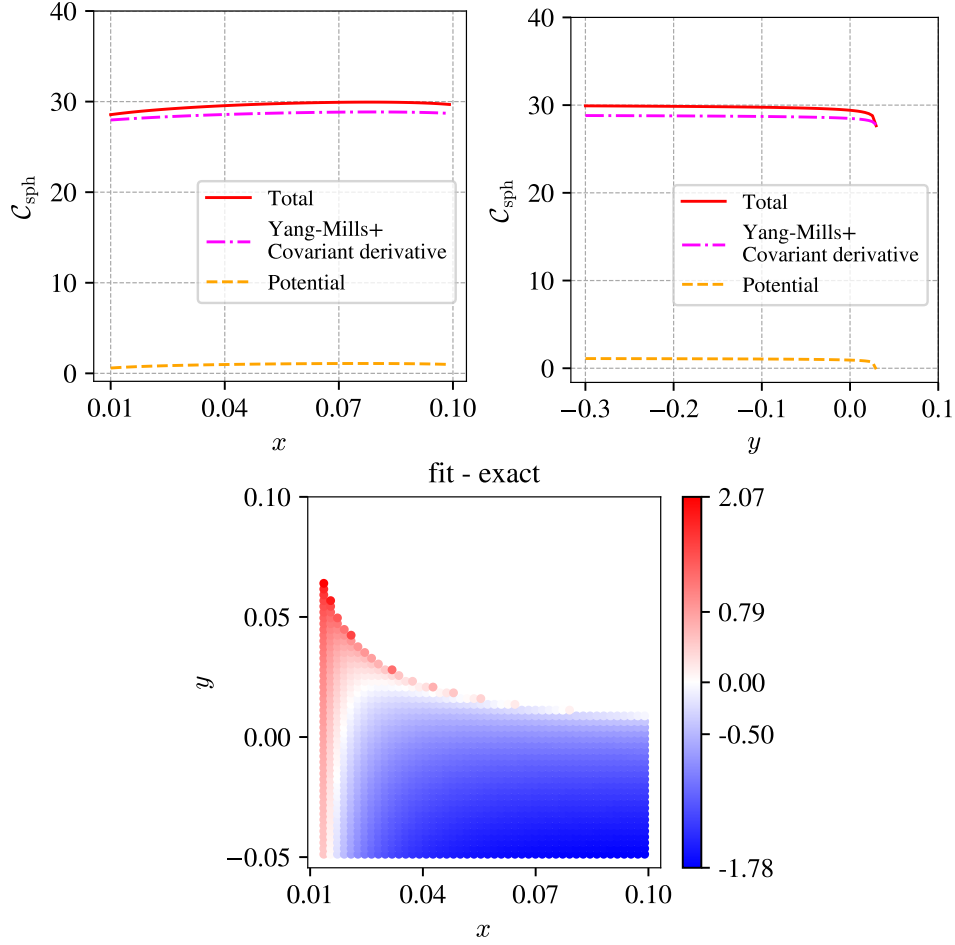 40
30
20
10
0
C_sph
Total
Yang-Mills+
Covariant derivative
Potential
0.01 0.04 0.07 0.10
x
40
30
20
10
0
C_sph
Total
Yang-Mills+
Covariant derivative
Potential
−0.3 −0.2 −0.1 0.0 0.1
y
fit - exact
0.10
0.05
0.00
−0.05
y
0.01 0.04 0.07 0.10
x
2.07
0.79
0.00
-0.50
-1.78